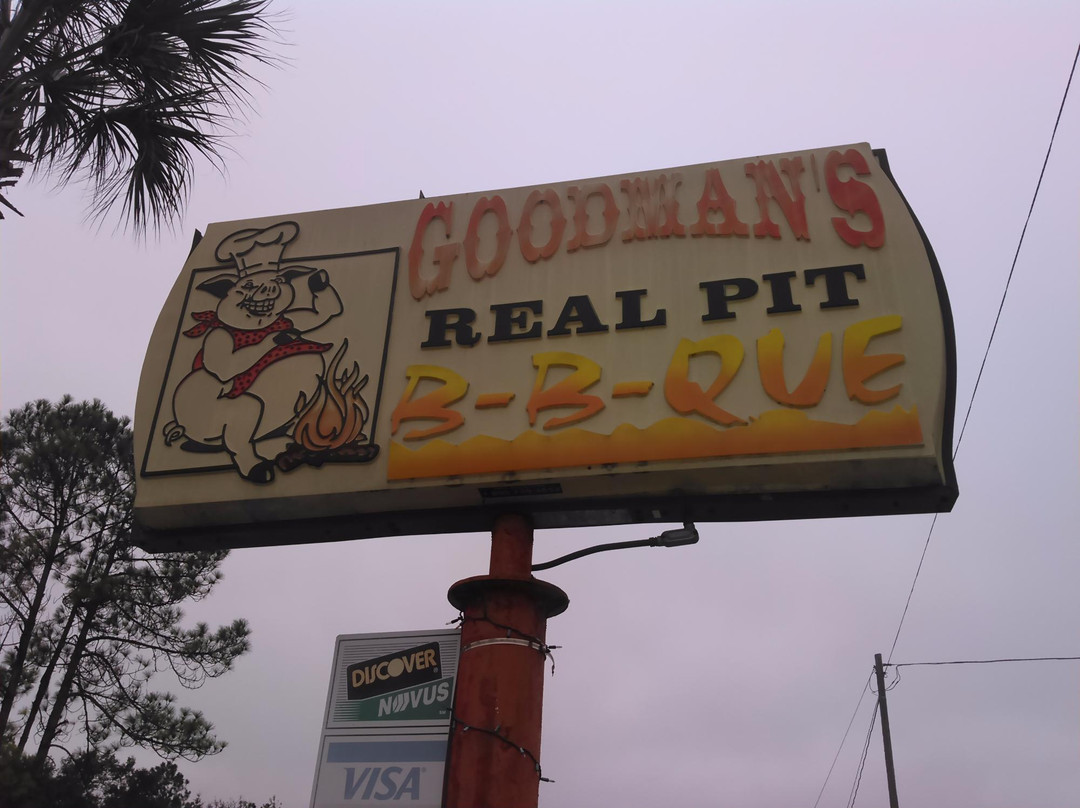 GOODMAN'S
REAL PIT
B-B-QUE
DISCOVER
NOVUS
VISA